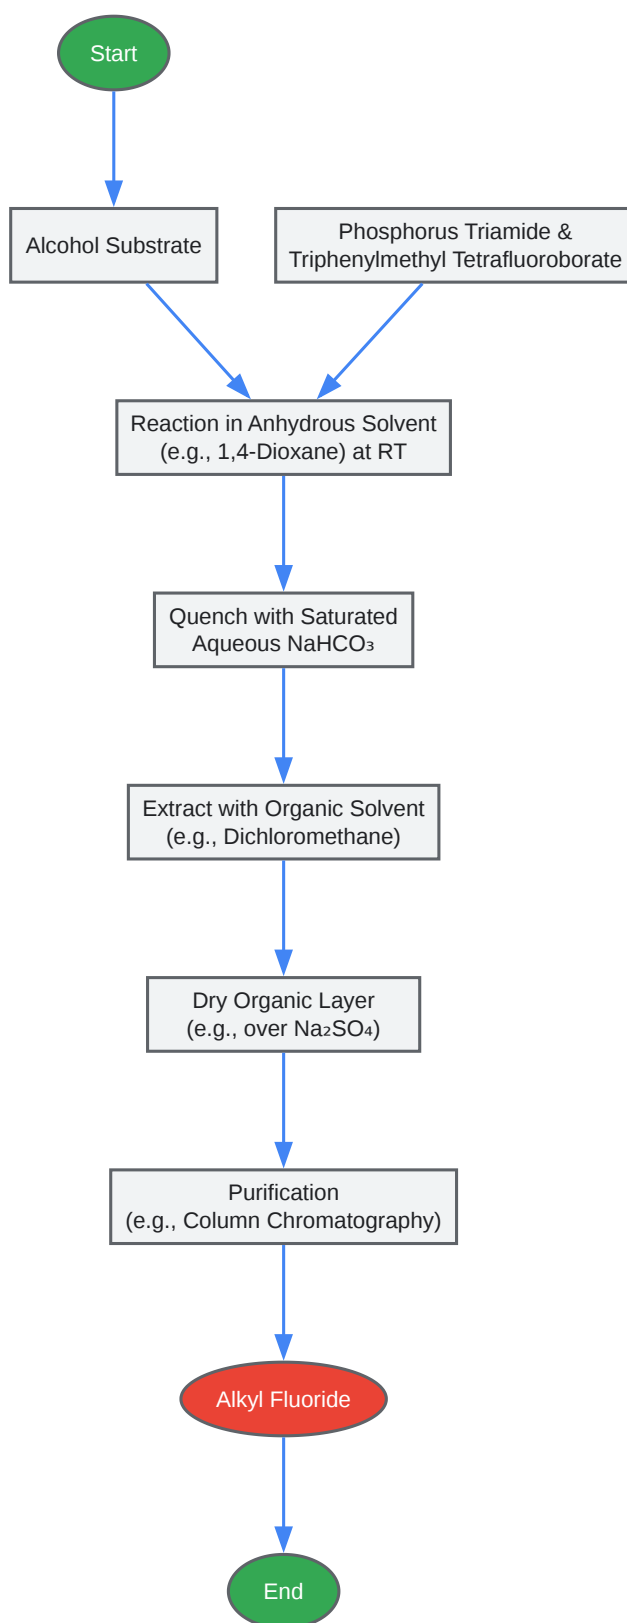 Start
Alcohol Substrate
Phosphorus Triamide &
Triphenylmethyl Tetrafluoroborate
Reaction in Anhydrous Solvent
(e.g., 1,4-Dioxane) at RT
Quench with Saturated
Aqueous NaHCO₃
Extract with Organic Solvent
(e.g., Dichloromethane)
Dry Organic Layer
(e.g., over Na₂SO₄)
Purification
(e.g., Column Chromatography)
Alkyl Fluoride
End